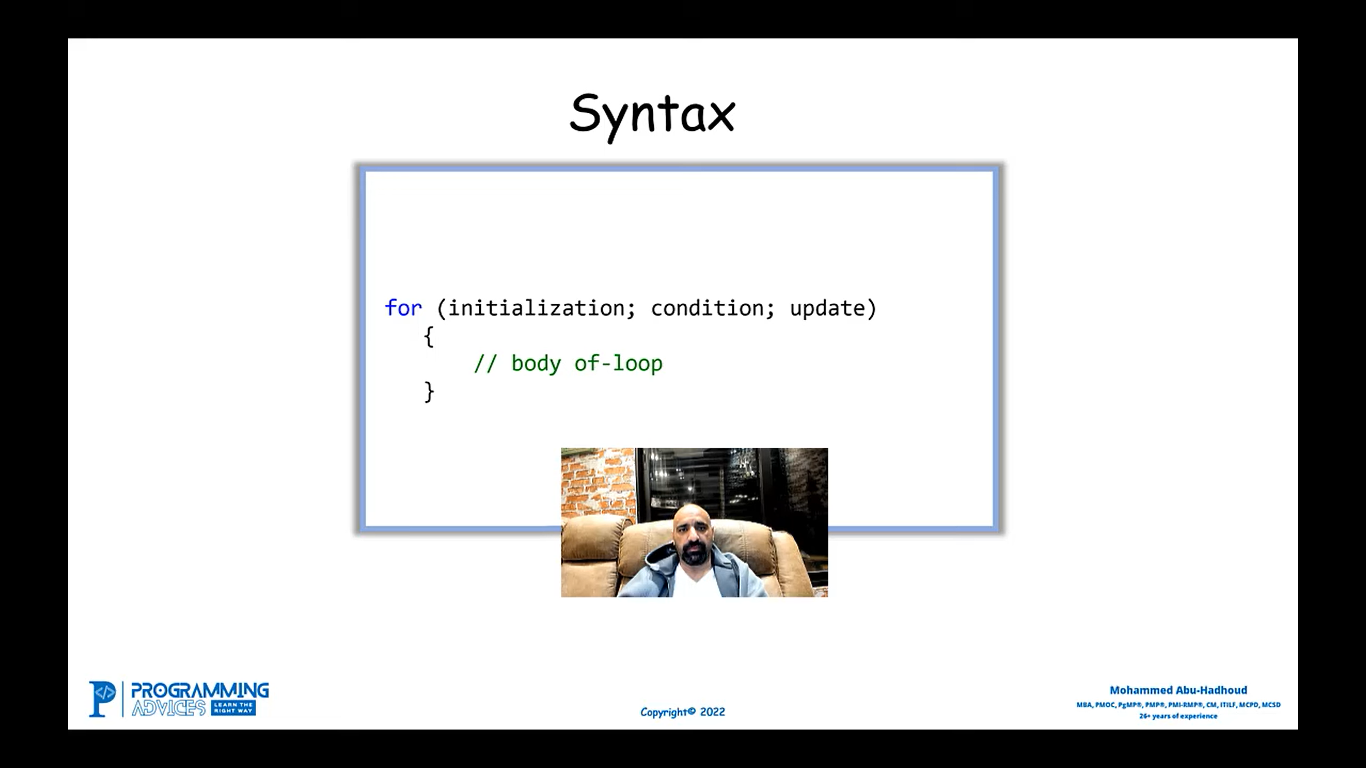 Syntax
for (initialization; condition; update)
{
// body of-loop
}
PROGRAMMING
ADVICES
LEARN THE
RIGHT WAY
Copyright© 2022
Mohammed Abu-Hadhoud
MBA, PMOC, PgMP®, PMP®, PMI-RMP®, CM, ITILF, MCPD, MCSD
26+ years of experience